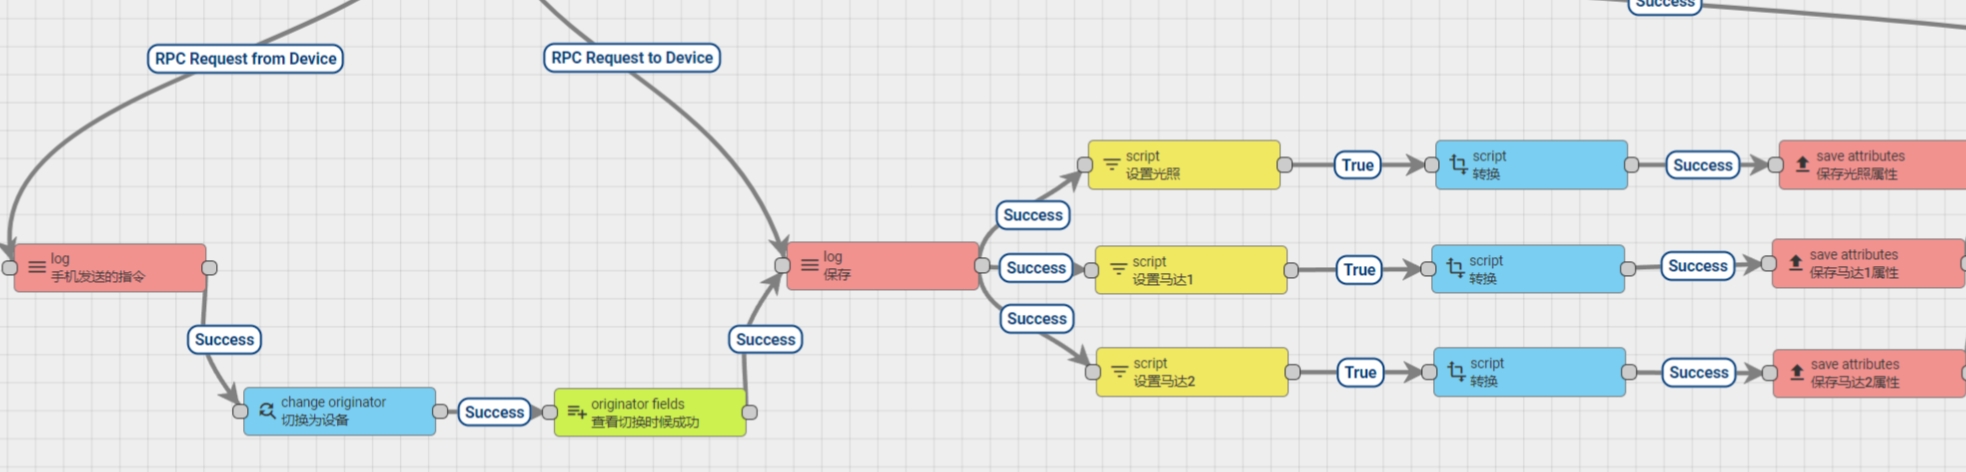 Success
RPC Request from Device
RPC Request to Device
script
设置光照
True
script
转换
Success
save attributes
保存光照属性
Success
log
手机发送的指令
log
保存
Success
script
设置马达1
True
script
转换
Success
save attributes
保存马达1属性
Success
Success
Success
script
设置马达2
True
script
转换
Success
save attributes
保存马达2属性
change originator
切换为设备
Success
originator fields
查看切换时候成功